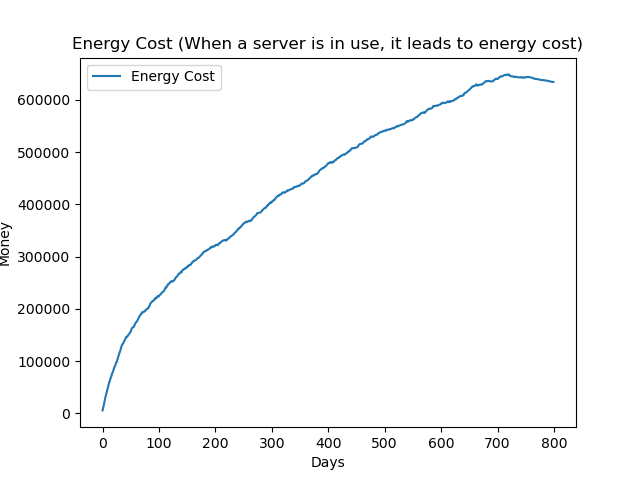 Energy Cost (When a server is in use, it leads to energy cost)
Energy Cost
600000
500000
400000
300000
200000
100000
0
Money
0 100 200 300 400 500 600 700 800
Days